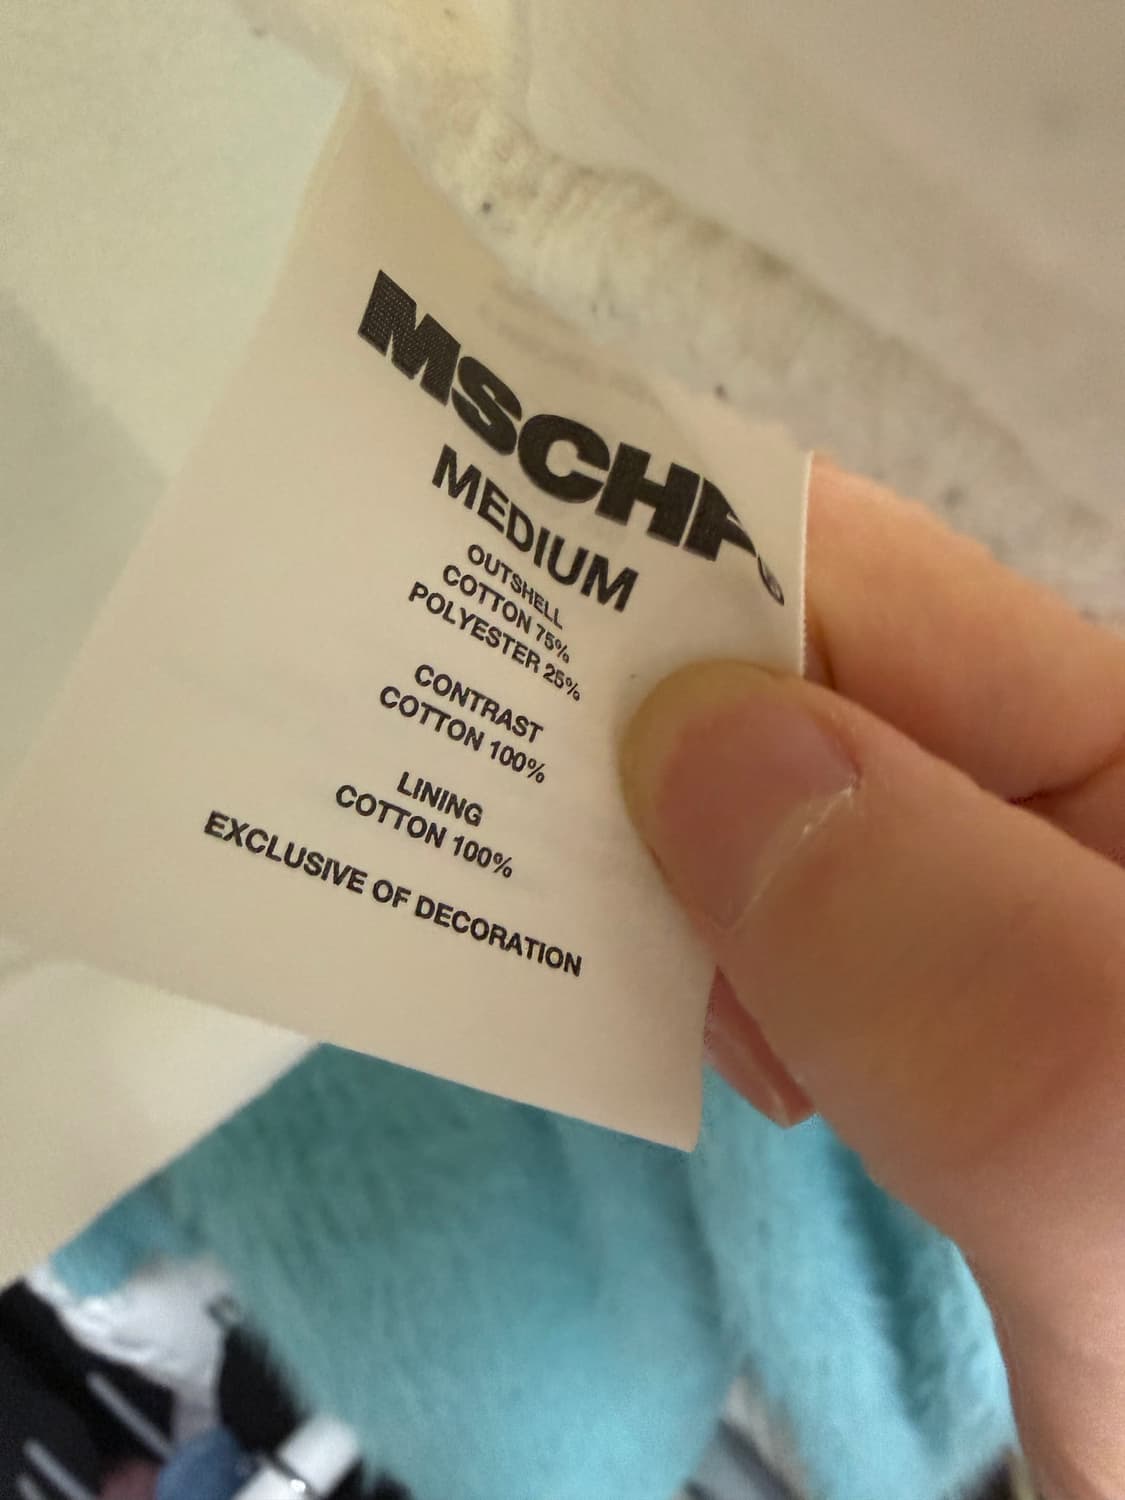 MSCHF®
MEDIUM
OUTSHELL
COTTON 75%
POLYESTER 25%
CONTRAST
COTTON 100%
LINING
COTTON 100%
EXCLUSIVE OF DECORATION